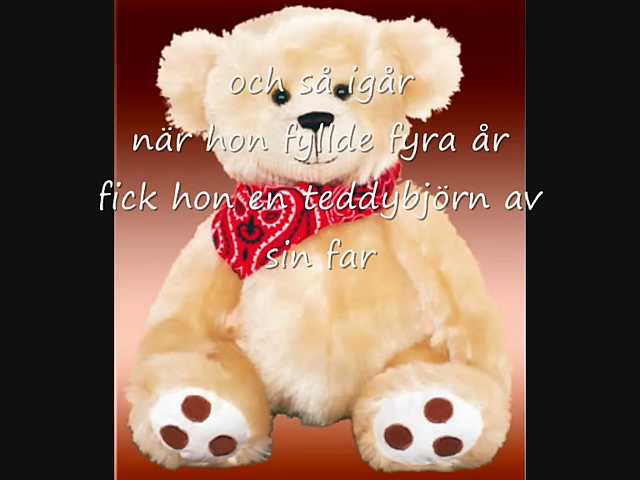 och så igår
när hon fyllde fyra år
fick hon en teddybjörn av
sin far